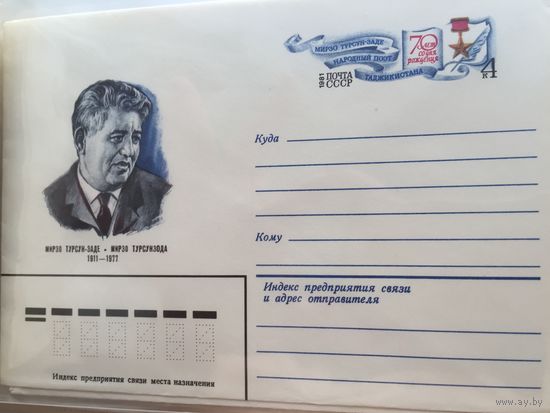 МИРЗО ТУРСУН-ЗАДЕ
НАРОДНЫЙ ПОЭТ
ТАДЖИКИСТАНА
70 лет
со дня
рождения
1981
ПОЧТА
СССР
4
к
Куда
Кому
МИРЗО ТУРСУН-ЗАДЕ • МИРЗО ТУРСУНЗОДА
1911—1977
Индекс предприятия связи
и адрес отправителя
Индекс предприятия связи места назначения
www.ay.by